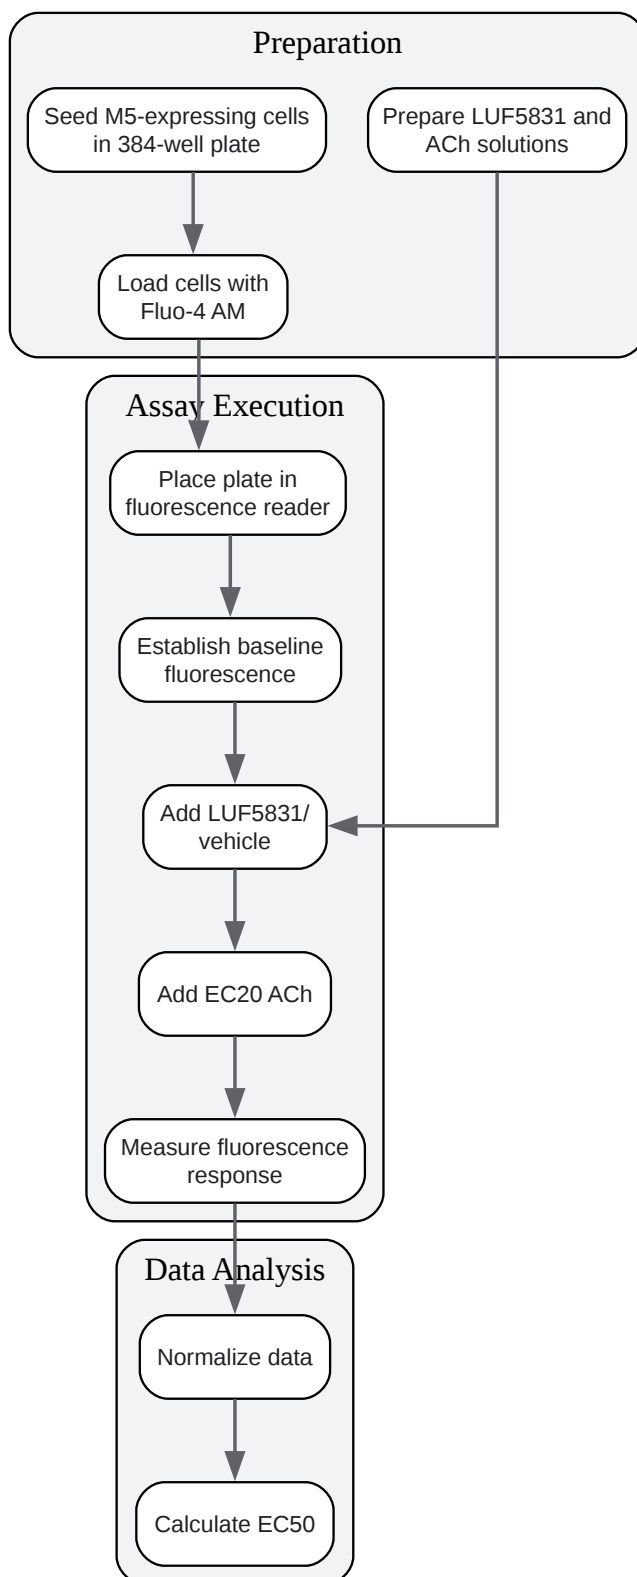 Preparation
Seed M5-expressing cells
in 384-well plate
Prepare LUF5831 and
ACh solutions
Load cells with
Fluo-4 AM
Assay Execution
Place plate in
fluorescence reader
Establish baseline
fluorescence
Add LUF5831/
vehicle
Add EC20 ACh
Measure fluorescence
response
Data Analysis
Normalize data
Calculate EC50